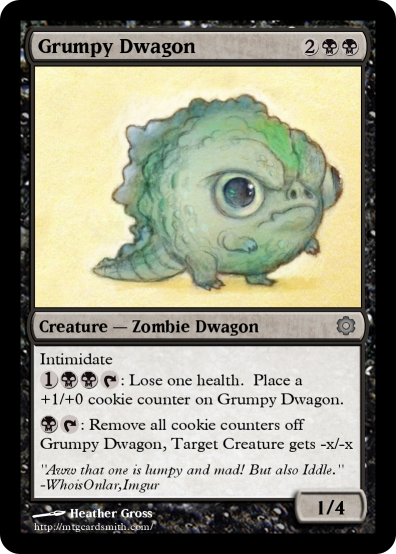 Grumpy Dwagon 2
Creature — Zombie Dwagon
Intimidate
1: Lose one health. Place a
+1/+0 cookie counter on Grumpy Dwagon.
: Remove all cookie counters off
Grumpy Dwagon, Target Creature gets -x/-x
"Aww that one is lumpy and mad! But also Iddle."
-WhoisOnlar,Imgur
1/4
Heather Gross
http://mtgcardsmith.com/